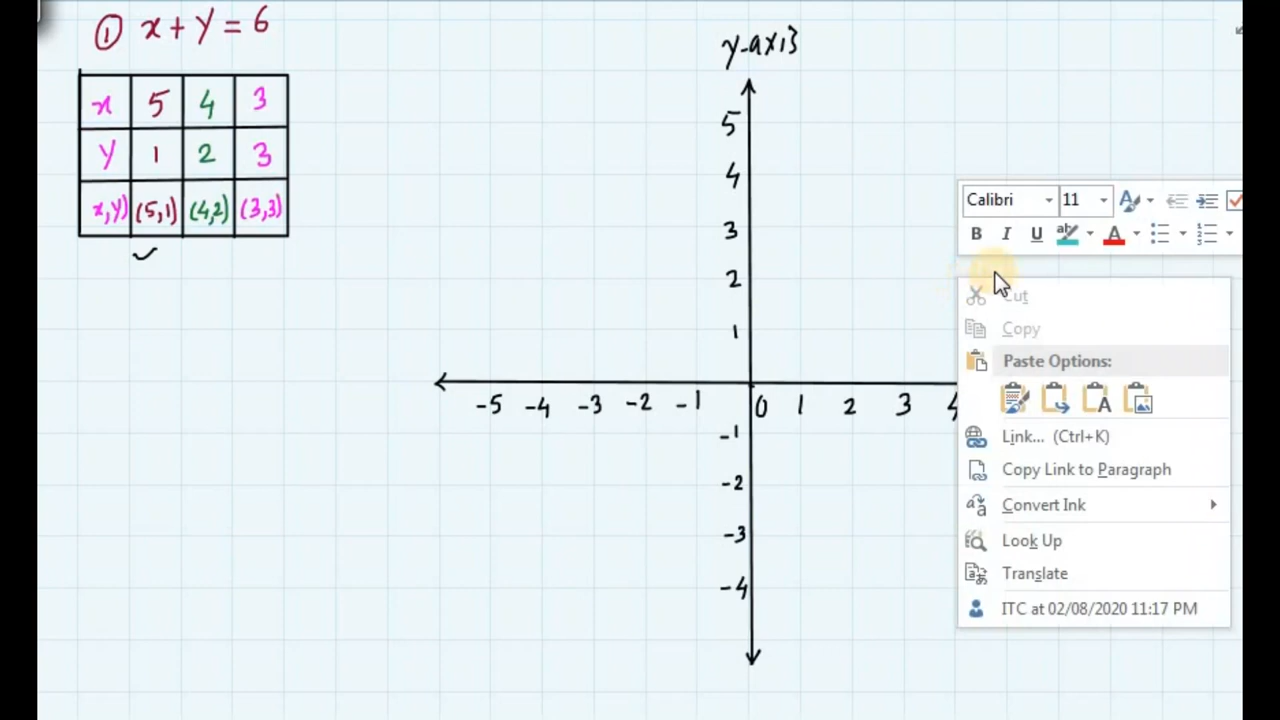 ① x + y = 6
x 5 4 3
y 1 2 3
x,y) (5,1) (4,2) (3,3)
y-axis
5
4
3
2
1
-5 -4 -3 -2 -1 0 1 2 3 4
-1
-2
-3
-4
Calibri 11
B I U A
Cut
Copy
Paste Options:
Link... (Ctrl+K)
Copy Link to Paragraph
Convert Ink
Look Up
Translate
ITC at 02/08/2020 11:17 PM